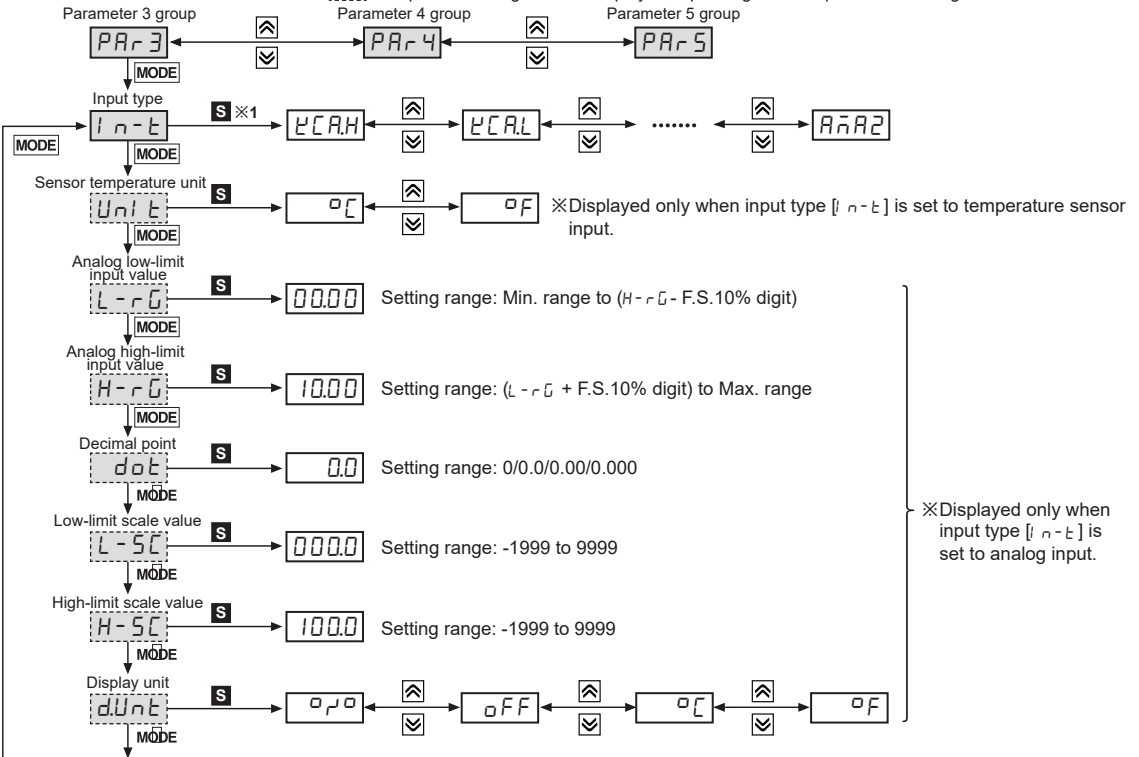 Parameter 3 group Parameter 4 group Parameter 5 group
PAr3 PAr4 PAr5
MODE
Input type
In-t S ※1 KCA.H KCA.L ······· AMA2
MODE MODE
Sensor temperature unit
UnIt S °C °F ※Displayed only when input type [In-t] is set to temperature sensor
input.
MODE
Analog low-limit
input value
L-rG S 00.00 Setting range: Min. range to (H-rG- F.S.10% digit)
MODE
Analog high-limit
input value
H-rG S 10.00 Setting range: (L-rG + F.S.10% digit) to Max. range
MODE
Decimal point
dot S 0.0 Setting range: 0/0.0/0.00/0.000
MODE
Low-limit scale value
L-SC S 000.0 Setting range: -1999 to 9999
MODE
High-limit scale value
H-SC S 100.0 Setting range: -1999 to 9999
MODE
※Displayed only when
input type [In-t] is
set to analog input.
Display unit
d.Unt S oFF °C °F
MODE